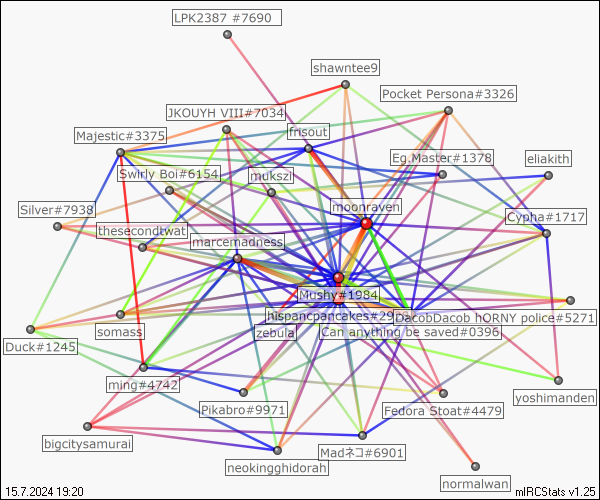 LPK2387 #7690
shawntee9
Pocket Persona#3326
JKOUYH VIII#7034
frisout
Majestic#3375
Eg.Master#1378
eliakith
Swirly Boi#6154
mukszi
Silver#7938
moonraven
Cypha#1717
thesecondtwat
marcemadness
Mushy#1984
hispancpancakes#29
DacobDacob hORNY police#5271
somass
zebula
Can anything be saved#0396
Duck#1245
ming#4742
yoshimanden
Pikabro#9971
Fedora Stoat#4479
bigcitysamurai
Madネコ#6901
neokingghidorah
normalwan
15.7.2024 19:20
mIRCStats v1.25